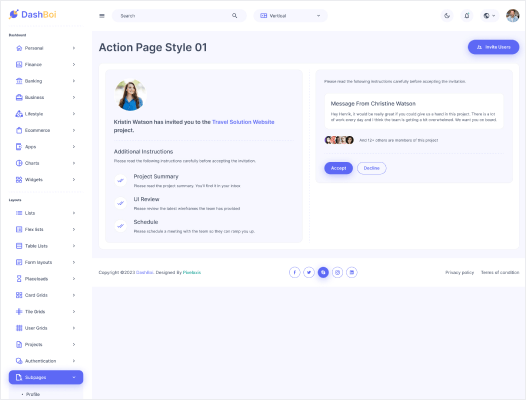 DashBoi
Search
Vertical
Dashboard
Personal
Finance
Banking
Business
Lifestyle
Ecommerce
Apps
Charts
Widgets
Layouts
Lists
Flex lists
Table Lists
Form layouts
Placeloads
Card Grids
Tile Grids
User Grids
Projects
Authentication
Subpages
Profile
Action Page Style 01
Invite Users
Kristin Watson has invited you to the Travel Solution Website
project.
Additional Instructions
Please read the following instructions carefully before accepting the invitation.
Project Summary
Please read the project summary. You'll find it in your inbox
UI Review
Please review the latest wireframes the team has provided
Schedule
Please schedule a meeting with the team so they can ramp you up.
Please read the following instructions carefully before accepting the invitation.
Message From Christine Watson
Hey Henrik, it would be really great if you could give us a hand in this project. There is a lot
of work every day and I think the team is getting a bit overwhelmed. We want you on board.
And 12+ others are members of this project
Accept
Decline
Copyright ©2023 DashBoi. Designed By Pixelaxis
Privacy policy
Terms of condition